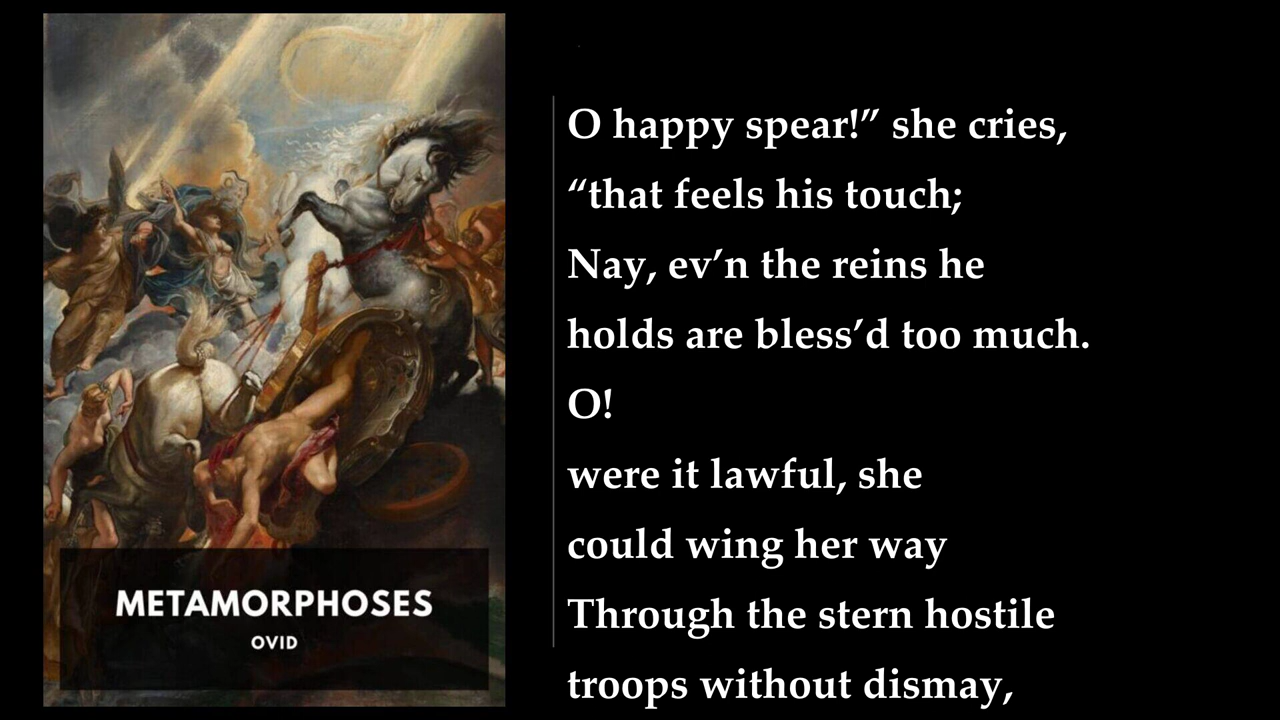 METAMORPHOSES
OVID
O happy spear!” she cries,
“that feels his touch;
Nay, ev’n the reins he
holds are bless’d too much.
O!
were it lawful, she
could wing her way
Through the stern hostile
troops without dismay,